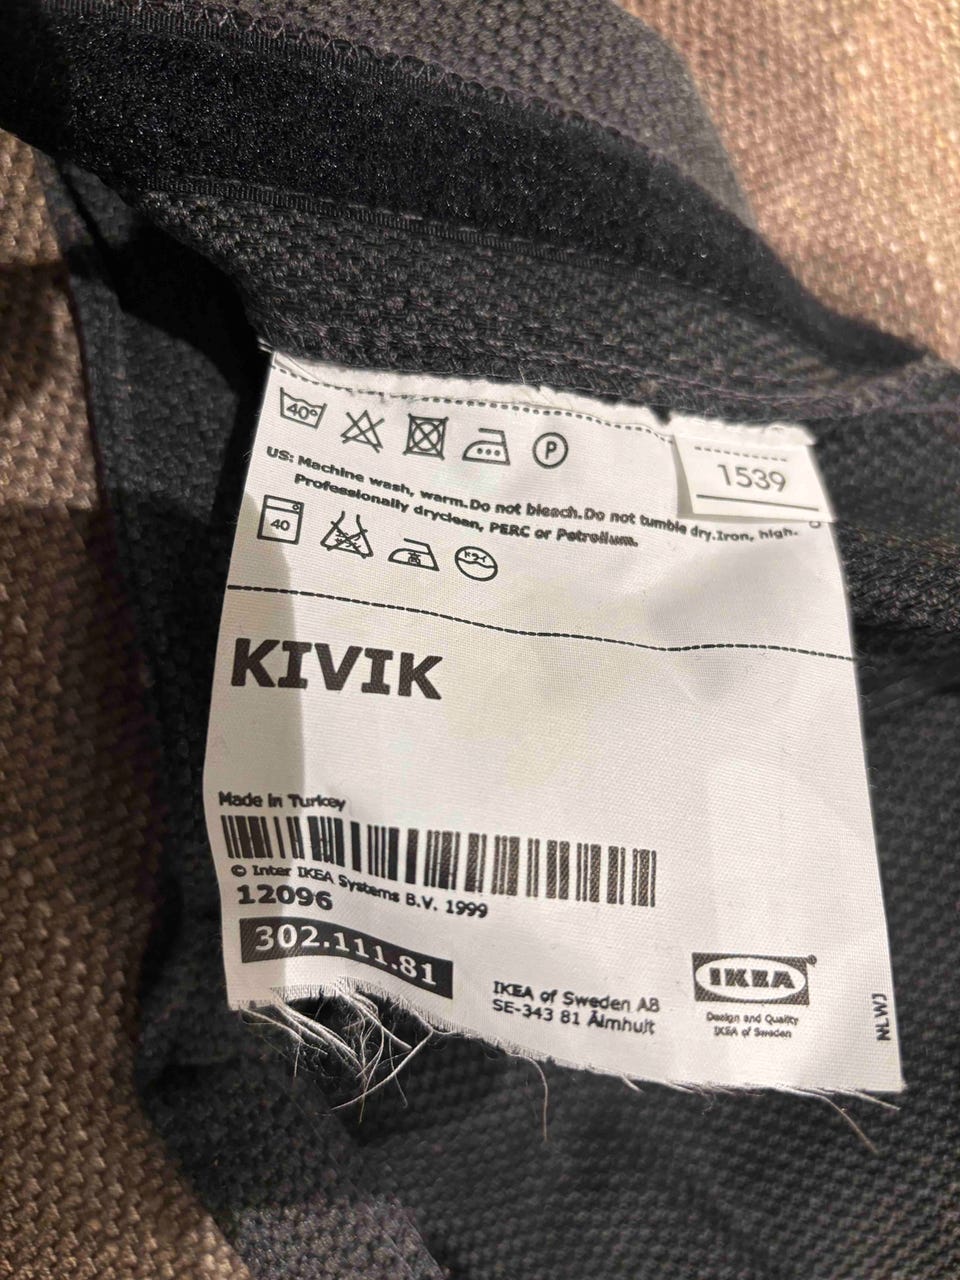 40°
P
1539
US: Machine wash, warm. Do not bleach. Do not tumble dry. Iron, high.
Professionally dryclean, PERC or Petrolium.
40
KIVIK
Made in Turkey
© Inter IKEA Systems B.V. 1999
12096
302.111.81
IKEA of Sweden AB
SE-343 81 Älmhult
IKEA®
Design and Quality
IKEA of Sweden
NLWJ